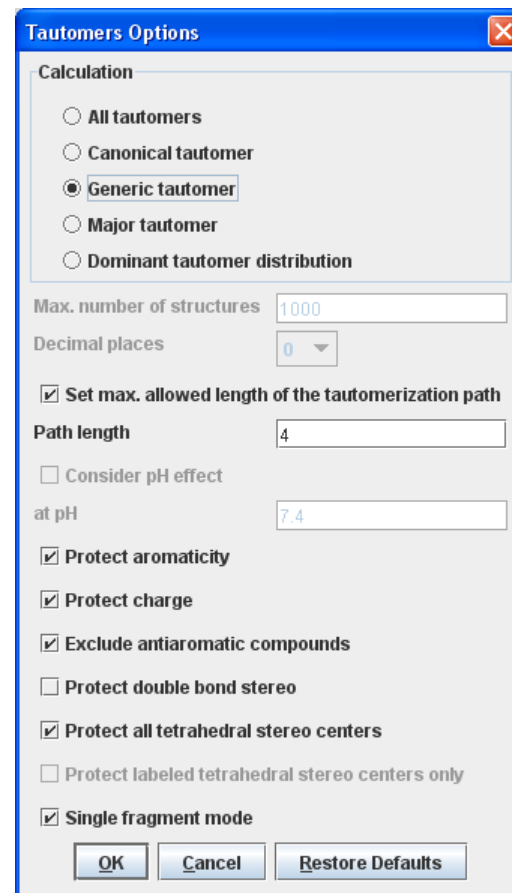 Tautomers Options
Calculation
All tautomers
Canonical tautomer
Generic tautomer
Major tautomer
Dominant tautomer distribution
Max. number of structures 1000
Decimal places 0
Set max. allowed length of the tautomerization path
Path length 4
Consider pH effect
at pH 7.4
Protect aromaticity
Protect charge
Exclude antiaromatic compounds
Protect double bond stereo
Protect all tetrahedral stereo centers
Protect labeled tetrahedral stereo centers only
Single fragment mode
OK Cancel Restore Defaults